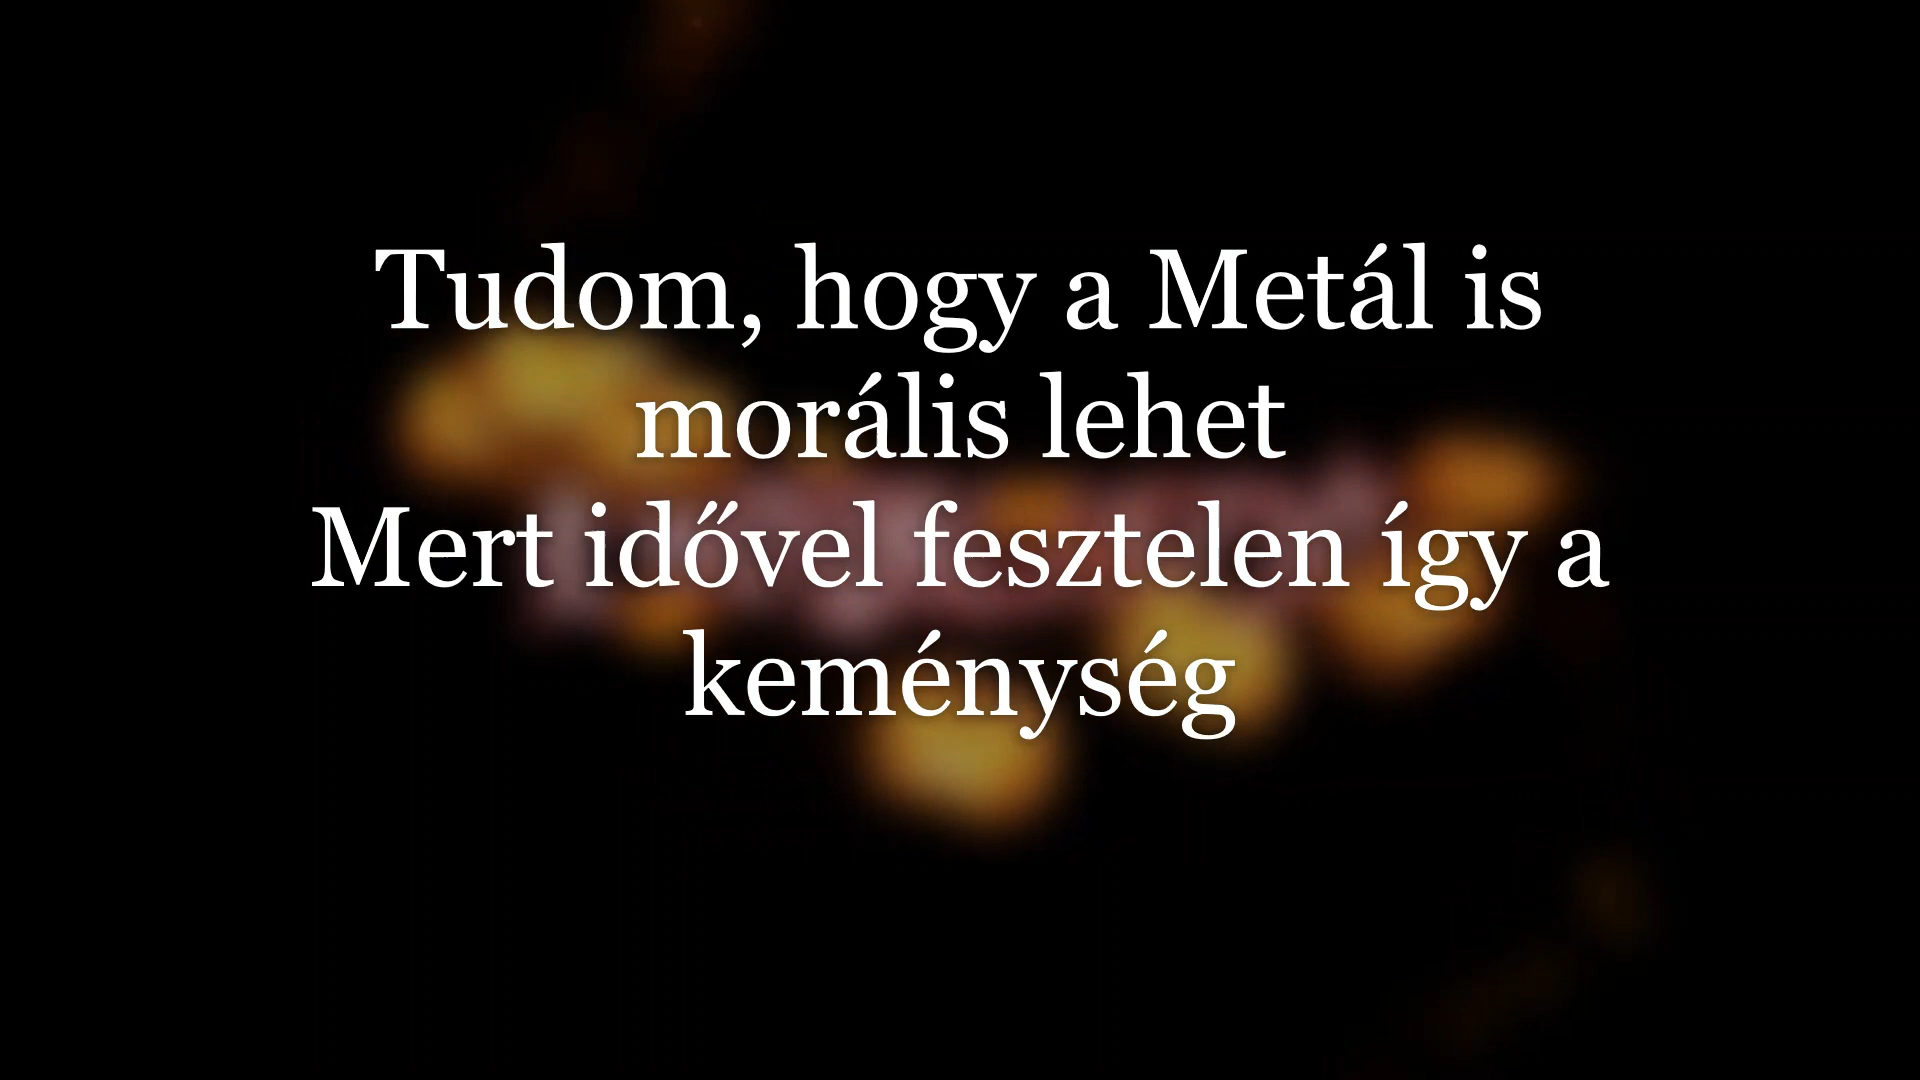 Tudom, hogy a Metál is
morális lehet
Mert idővel fesztelen így a
keménység